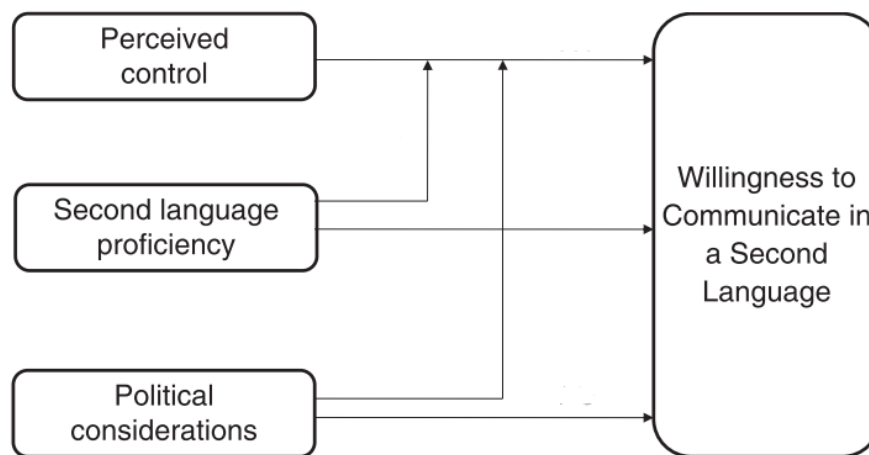 Perceived
control
Second language
proficiency
Political
considerations
Willingness to
Communicate in
a Second
Language